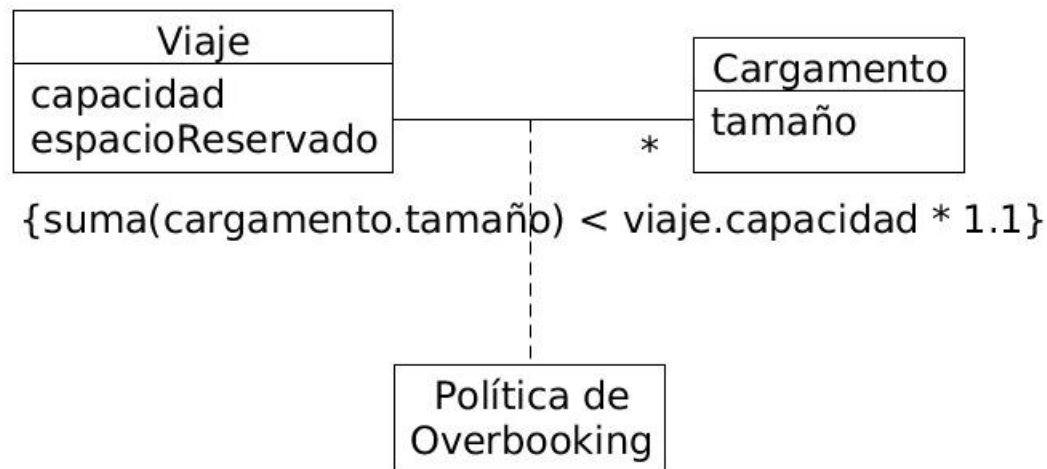 Viaje
capacidad
espacioReservado
Cargamento
tamaño
*
{suma(cargamento.tamaño) < viaje.capacidad * 1.1}
Política de
Overbooking